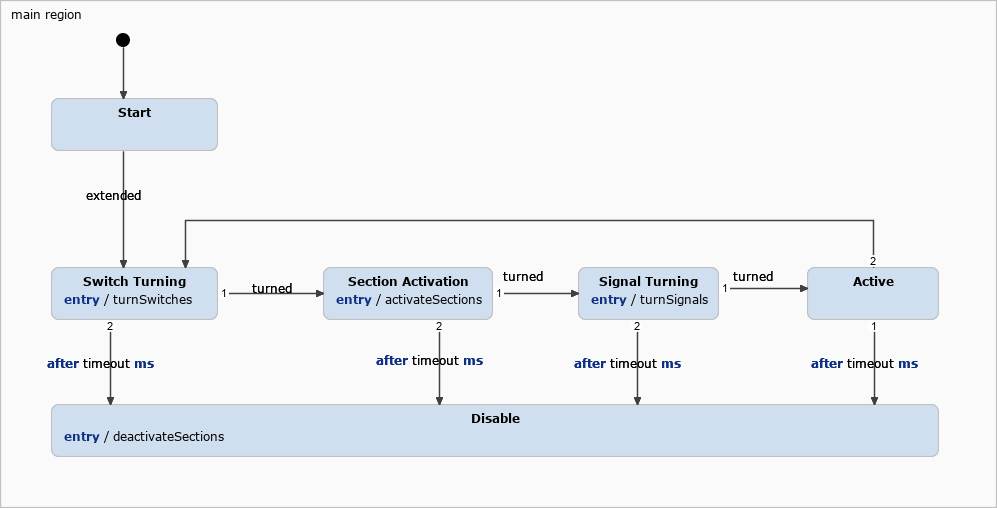 main region
Start
extended
Switch Turning
entry / turnSwitches
1
turned
Section Activation
entry / activateSections
1
turned
Signal Turning
entry / turnSignals
1
turned
2
Active
2
after timeout ms
2
after timeout ms
2
after timeout ms
1
after timeout ms
Disable
entry / deactivateSections